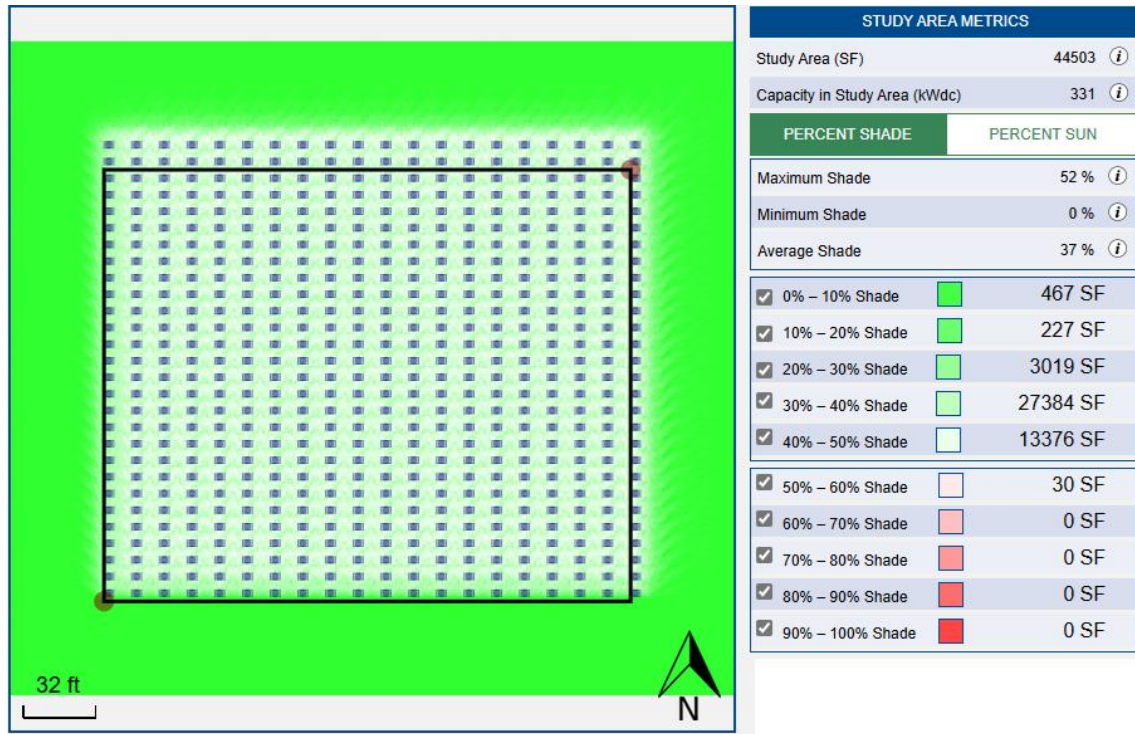 32 ft
N
STUDY AREA METRICS
Study Area (SF) 44503 i
Capacity in Study Area (kWdc) 331 i
PERCENT SHADE PERCENT SUN
Maximum Shade 52 % i
Minimum Shade 0 % i
Average Shade 37 % i
0% – 10% Shade 467 SF
10% – 20% Shade 227 SF
20% – 30% Shade 3019 SF
30% – 40% Shade 27384 SF
40% – 50% Shade 13376 SF
50% – 60% Shade 30 SF
60% – 70% Shade 0 SF
70% – 80% Shade 0 SF
80% – 90% Shade 0 SF
90% – 100% Shade 0 SF